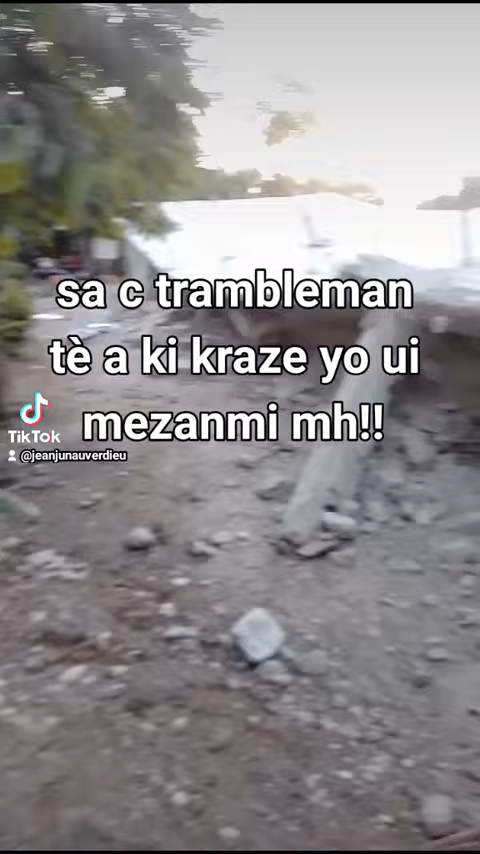 sa c trambleman
tè a ki kraze yo ui
mezanmi mh!!
TikTok
@jeanjunauverdieu